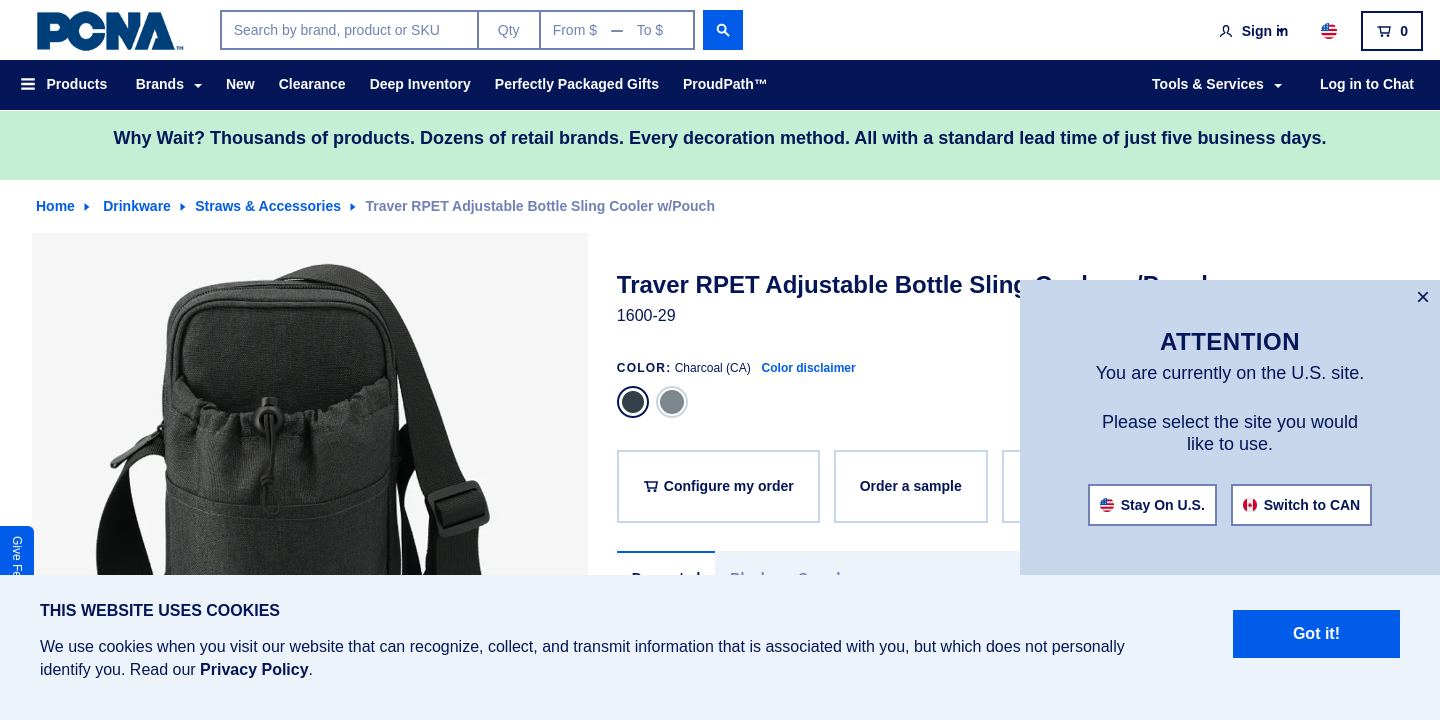 PCNA™
Search by brand, product or SKU
Qty
From $ — To $
Sign in
0
Products
Brands
New
Clearance
Deep Inventory
Perfectly Packaged Gifts
ProudPath™
Tools & Services
Log in to Chat
Why Wait? Thousands of products. Dozens of retail brands. Every decoration method. All with a standard lead time of just five business days.
Home
Drinkware
Straws & Accessories
Traver RPET Adjustable Bottle Sling Cooler w/Pouch
Traver RPET Adjustable Bottle Sling
1600-29
COLOR: Charcoal (CA) Color disclaimer
Configure my order
Order a sample
×
ATTENTION
You are currently on the U.S. site.
Please select the site you would
like to use.
Stay On U.S.
Switch to CAN
Give
THIS WEBSITE USES COOKIES
We use cookies when you visit our website that can recognize, collect, and transmit information that is associated with you, but which does not personally
identify you. Read our Privacy Policy.
Got it!